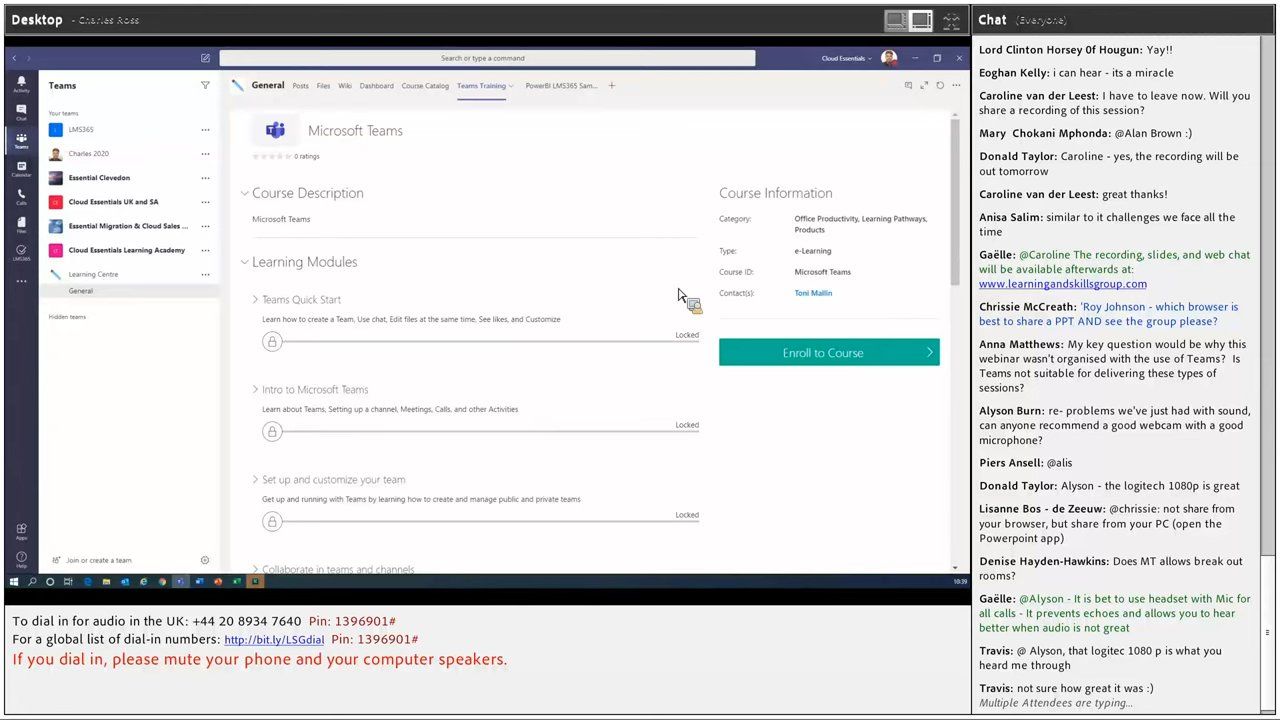 Desktop - Charles Ross
Search or type a command
Cloud Essentials
Activity
Chat
Teams
Calendar
Calls
Files
LMS365
Apps
Help
Teams
Your teams
LMS365
Charles 2020
Essential Clevedon
Cloud Essentials UK and SA
Essential Migration & Cloud Sales ...
Cloud Essentials Learning Academy
Learning Centre
General
Hidden teams
Join or create a team
General Posts Files Wiki Dashboard Course Catalog Teams Training PowerBI LMS365 Sam...
Microsoft Teams
0 ratings
Course Description
Microsoft Teams
Learning Modules
Teams Quick Start
Learn how to create a Team, Use chat, Edit files at the same time, See likes, and Customize
Locked
Intro to Microsoft Teams
Learn about Teams, Setting up a channel, Meetings, Calls, and other Activities
Locked
Set up and customize your team
Get up and running with Teams by learning how to create and manage public and private teams
Locked
Collaborate in teams and channels
Course Information
Category: Office Productivity, Learning Pathways,
Products
Type: e-Learning
Course ID: Microsoft Teams
Contact(s): Toni Mallin
Enroll to Course
10:39
To dial in for audio in the UK: +44 20 8934 7640 Pin: 1396901#
For a global list of dial-in numbers: http://bit.ly/LSGdial Pin: 1396901#
If you dial in, please mute your phone and your computer speakers.
Chat (Everyone)
Lord Clinton Horsey 0f Hougun: Yay!!
Eoghan Kelly: i can hear - its a miracle
Caroline van der Leest: I have to leave now. Will you
share a recording of this session?
Mary Chokani Mphonda: @Alan Brown :)
Donald Taylor: Caroline - yes, the recording will be
out tomorrow
Caroline van der Leest: great thanks!
Anisa Salim: similar to it challenges we face all the
time
Gaëlle: @Caroline The recording, slides, and web chat
will be available afterwards at:
www.learningandskillsgroup.com
Chrissie McCreath: 'Roy Johnson - which browser is
best to share a PPT AND see the group please?
Anna Matthews: My key question would be why this
webinar wasn't organised with the use of Teams? Is
Teams not suitable for delivering these types of
sessions?
Alyson Burn: re- problems we've just had with sound,
can anyone recommend a good webcam with a good
microphone?
Piers Ansell: @alis
Donald Taylor: Alyson - the logitech 1080p is great
Lisanne Bos - de Zeeuw: @chrissie: not share from
your browser, but share from your PC (open the
Powerpoint app)
Denise Hayden-Hawkins: Does MT allows break out
rooms?
Gaëlle: @Alyson - It is bet to use headset with Mic for
all calls - It prevents echoes and allows you to hear
better when audio is not great
Travis: @ Alyson, that logitec 1080 p is what you
heard me through
Travis: not sure how great it was :)
Multiple Attendees are typing...